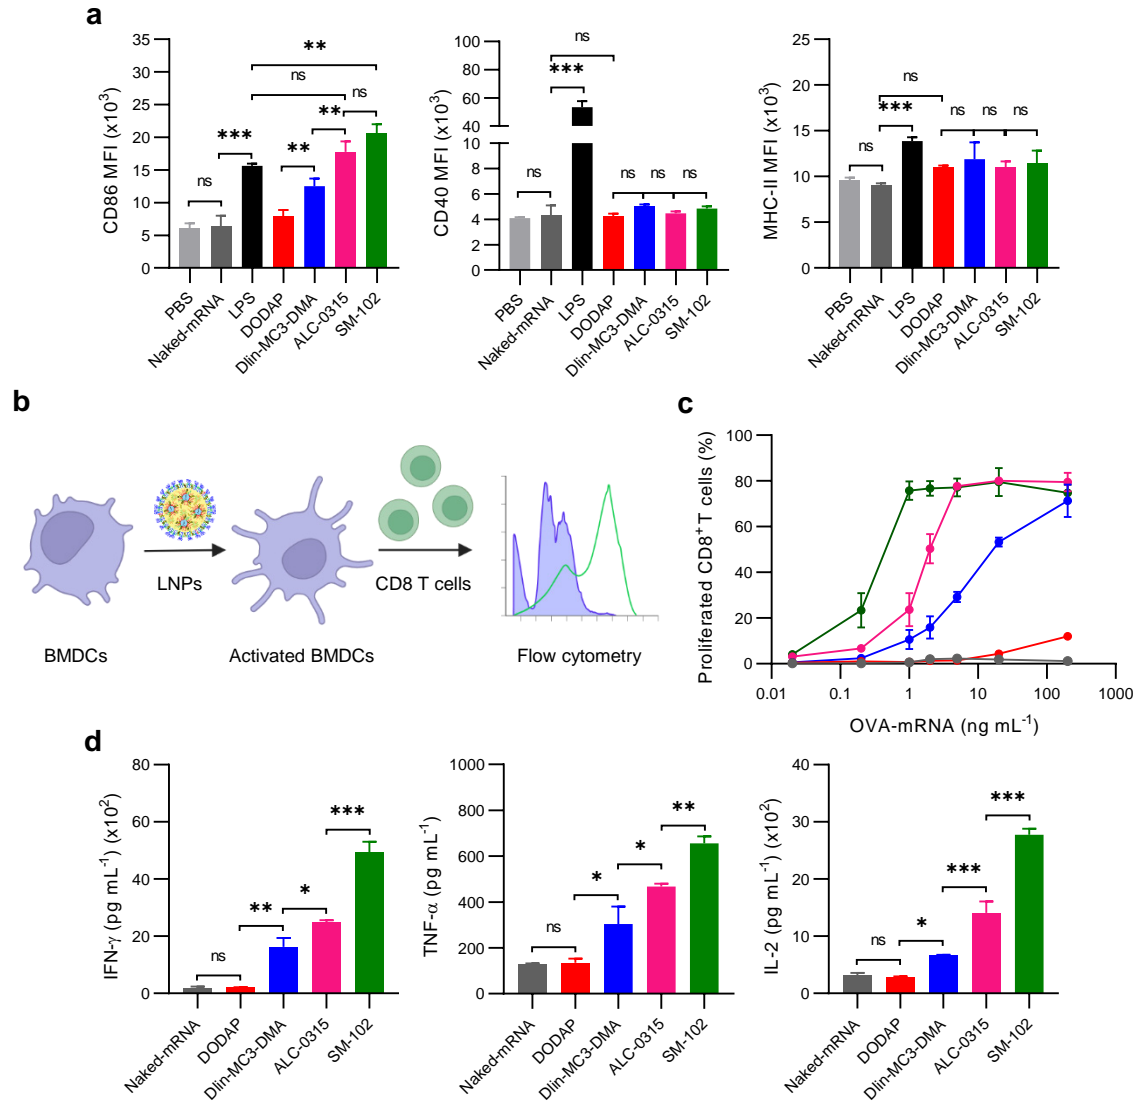 a
CD86 MFI (x10³)
35
30
25
20
15
10
5
0
ns
***
**
**
ns
ns
**
PBS
Naked-mRNA
LPS
DODAP
Dlin-MC3-DMA
ALC-0315
SM-102
CD40 MFI (x10³)
100
80
60
40
10
8
6
4
2
0
ns
***
ns
ns
ns
ns
PBS
Naked-mRNA
LPS
DODAP
Dlin-MC3-DMA
ALC-0315
SM-102
MHC-II MFI (x10³)
25
20
15
10
5
0
ns
***
ns
ns
ns
ns
PBS
Naked-mRNA
LPS
DODAP
Dlin-MC3-DMA
ALC-0315
SM-102
b
LNPs
CD8 T cells
BMDCs
Activated BMDCs
Flow cytometry
c
Proliferated CD8⁺T cells (%)
100
80
60
40
20
0
0.01
0.1
1
10
100
1000
OVA-mRNA (ng mL⁻¹)
d
IFN-γ (pg mL⁻¹) (x10²)
80
60
40
20
0
ns
**
*
***
Naked-mRNA
DODAP
Dlin-MC3-DMA
ALC-0315
SM-102
TNF-α (pg mL⁻¹)
1000
800
600
400
200
0
ns
*
*
**
Naked-mRNA
DODAP
Dlin-MC3-DMA
ALC-0315
SM-102
IL-2 (pg mL⁻¹) (x10²)
40
30
20
10
0
ns
*
***
***
Naked-mRNA
DODAP
Dlin-MC3-DMA
ALC-0315
SM-102